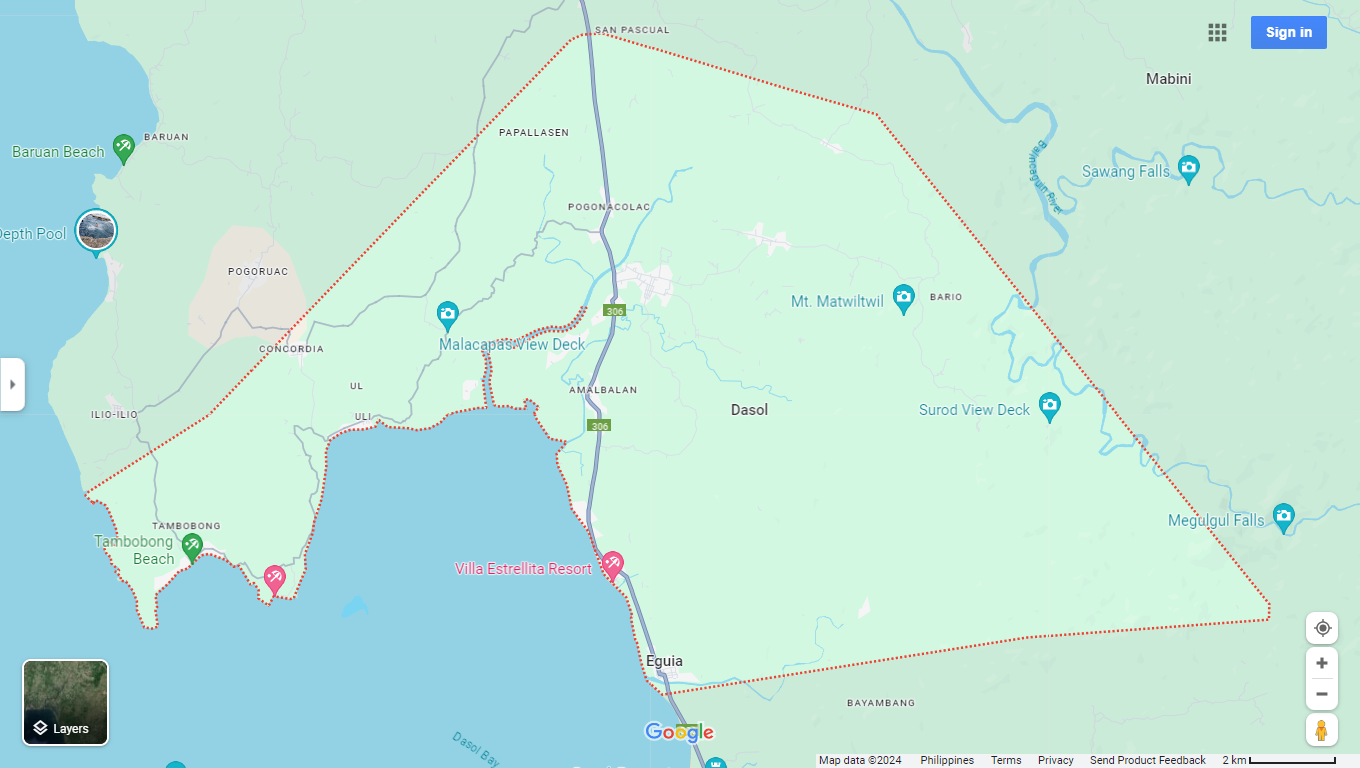 SAN PASCUAL
Sign in
Mabini
PAPALLASEN
BARUAN
Baruan Beach
Balincaguin River
Sawang Falls
POGONACOLAC
Depth Pool
POGORUAC
Mt. Matwiltwil
BARIO
306
CONCORDIA
Malacapas View Deck
UL
AMALBALAN
Dasol
Surod View Deck
ILIO-ILIO
ULI
306
TAMBOBONG
Megulgul Falls
Tambobong
Beach
Villa Estrellita Resort
Eguia
BAYAMBANG
Layers
Google
Dasol Bay
Map data ©2024 Philippines Terms Privacy Send Product Feedback 2 km